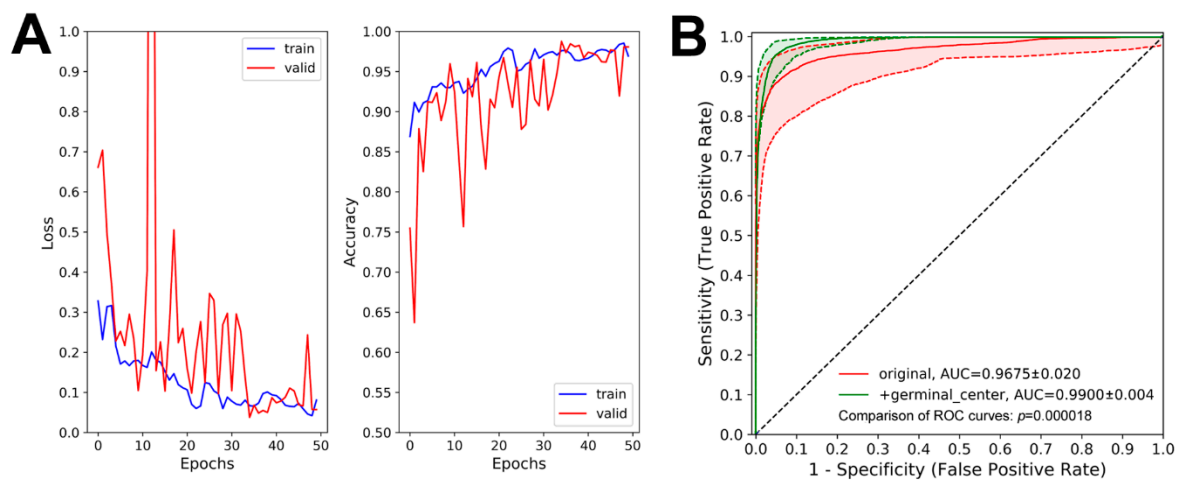 A
B
1.0
0.9
0.8
0.7
0.6
0.5
0.4
0.3
0.2
0.1
0.0
Loss
train
valid
0 10 20 30 40 50
Epochs
1.00
0.95
0.90
0.85
0.80
0.75
0.70
0.65
0.60
0.55
0.50
Accuracy
train
valid
0 10 20 30 40 50
Epochs
1.0
0.9
0.8
0.7
0.6
0.5
0.4
0.3
0.2
0.1
0.0
Sensitivity (True Positive Rate)
original, AUC=0.9675±0.020
+germinal_center, AUC=0.9900±0.004
Comparison of ROC curves: p=0.000018
0.0 0.1 0.2 0.3 0.4 0.5 0.6 0.7 0.8 0.9 1.0
1 - Specificity (False Positive Rate)